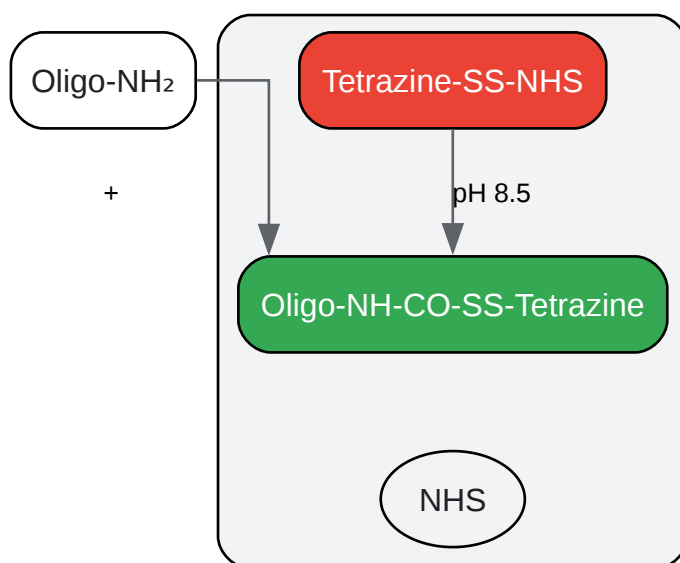 Oligo-NH₂
Tetrazine-SS-NHS
+
pH 8.5
Oligo-NH-CO-SS-Tetrazine
NHS